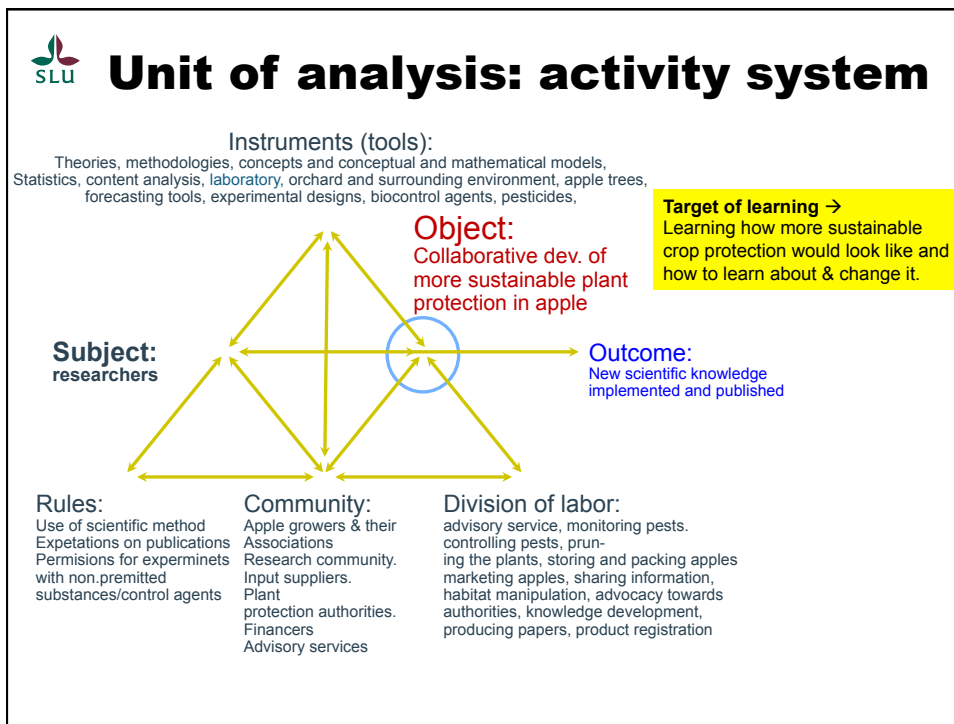 SLU
Unit of analysis: activity system
Instruments (tools):
Theories, methodologies, concepts and conceptual and mathematical models,
Statistics, content analysis, laboratory, orchard and surrounding environment, apple trees,
forecasting tools, experimental designs, biocontrol agents, pesticides,
Target of learning →
Learning how more sustainable
crop protection would look like and
how to learn about & change it.
Object:
Collaborative dev. of
more sustainable plant
protection in apple
Subject:
researchers
Outcome:
New scientific knowledge
implemented and published
Rules:
Use of scientific method
Expetations on publications
Permisions for experminets
with non.premitted
substances/control agents
Community:
Apple growers & their
Associations
Research community.
Input suppliers.
Plant
protection authorities.
Financers
Advisory services
Division of labor:
advisory service, monitoring pests.
controlling pests, prun-
ing the plants, storing and packing apples
marketing apples, sharing information,
habitat manipulation, advocacy towards
authorities, knowledge development,
producing papers, product registration